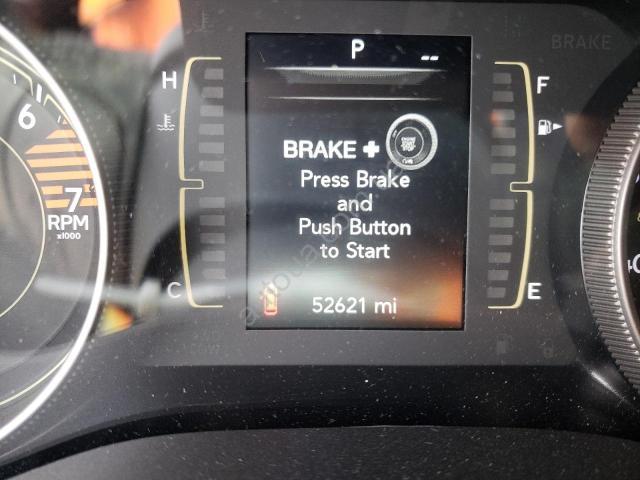 P --
BRAKE
H
F
6
BRAKE +
Press Brake
and
Push Button
to Start
7
RPM
x1000
C
E
52621 mi